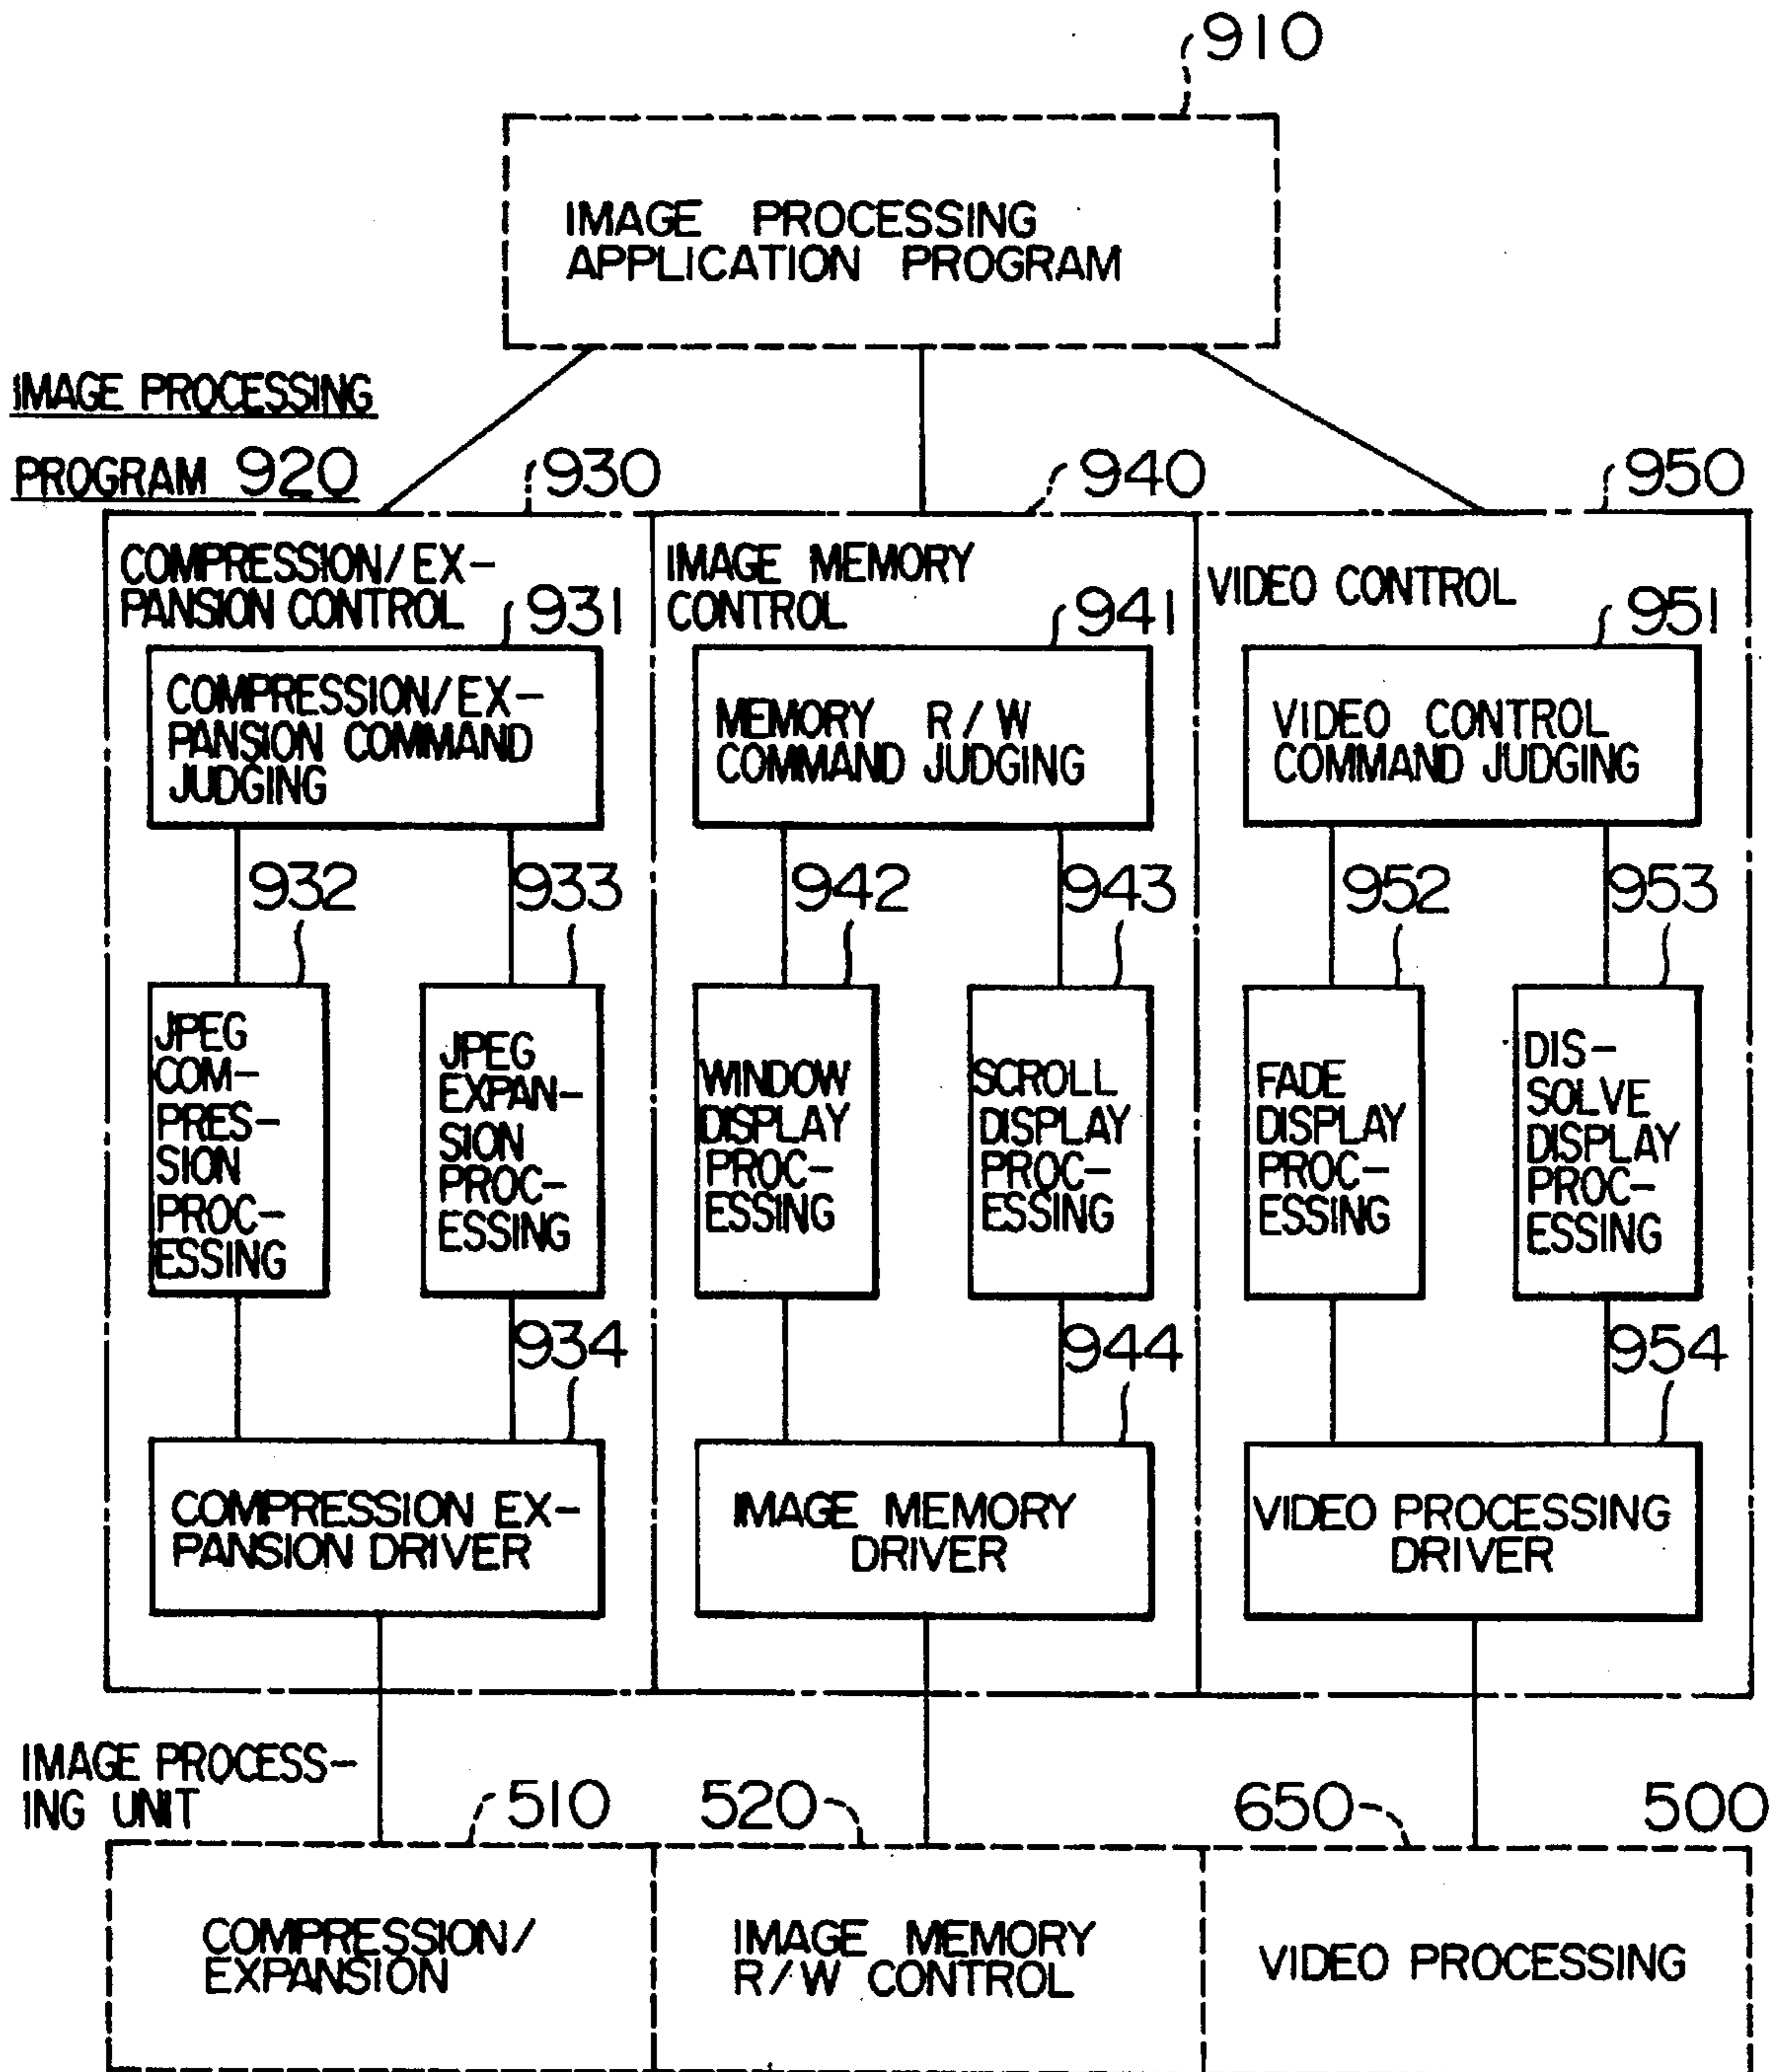 910
IMAGE PROCESSING
APPLICATION PROGRAM
IMAGE PROCESSING
PROGRAM 920
930
940
950
COMPRESSION/EX-
PANSION CONTROL
931
COMPRESSION/EX-
PANSION COMMAND
JUDGING
932
933
JPEG
COM-
PRES-
SION
PROC-
ESSING
JPEG
EXPAN-
SION
PROC-
ESSING
934
COMPRESSION EX-
PANSION DRIVER
IMAGE MEMORY
CONTROL
941
MEMORY R/W
COMMAND JUDGING
942
943
WINDOW
DISPLAY
PROC-
ESSING
SCROLL
DISPLAY
PROC-
ESSING
944
IMAGE MEMORY
DRIVER
VIDEO CONTROL
951
VIDEO CONTROL
COMMAND JUDGING
952
953
FADE
DISPLAY
PROC-
ESSING
DIS-
SOLVE
DISPLAY
PROC-
ESSING
954
VIDEO PROCESSING
DRIVER
IMAGE PROCESS-
ING UNIT
510
520
650
500
COMPRESSION/
EXPANSION
IMAGE MEMORY
R/W CONTROL
VIDEO PROCESSING